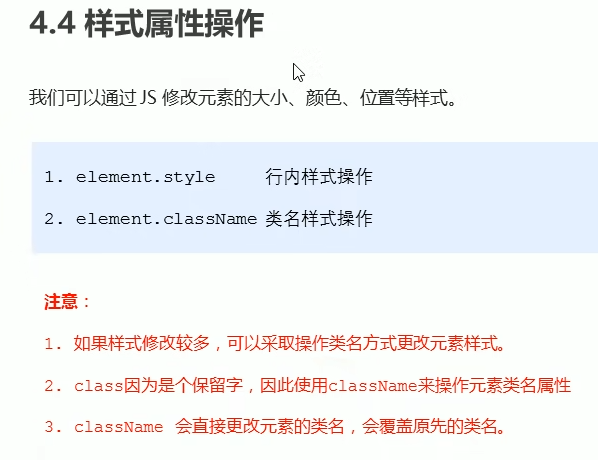 4.4 样式属性操作
我们可以通过 JS 修改元素的大小、颜色、位置等样式。
1. element.style 行内样式操作
2. element.className 类名样式操作
注意：
1. 如果样式修改较多，可以采取操作类名方式更改元素样式。
2. class因为是个保留字，因此使用className来操作元素类名属性
3. className 会直接更改元素的类名，会覆盖原先的类名。